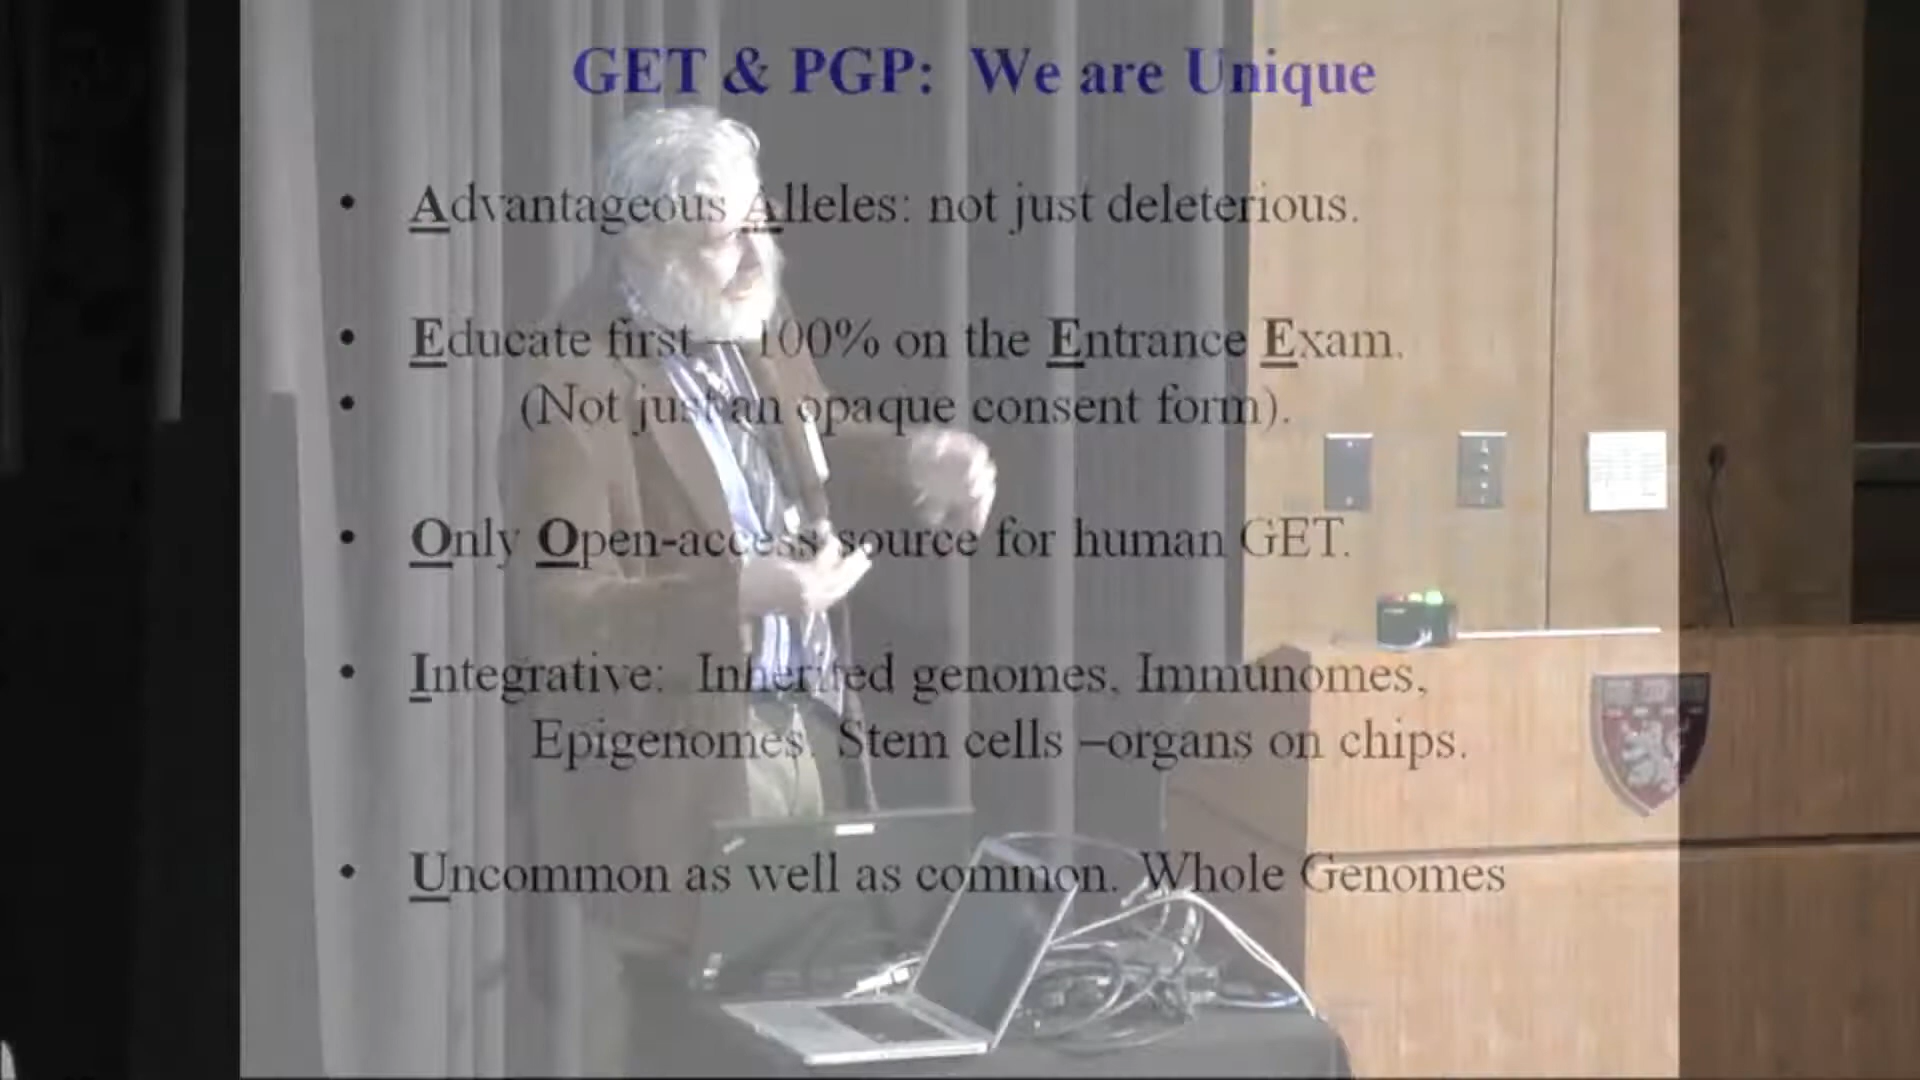 GET & PGP: We are Unique
• Advantageous Alleles: not just deleterious.
• Educate first – 100% on the Entrance Exam.
• (Not just an opaque consent form).
• Only Open-access source for human GET.
• Integrative: Inherited genomes, Immunomes,
Epigenomes. Stem cells –organs on chips.
• Uncommon as well as common. Whole Genomes